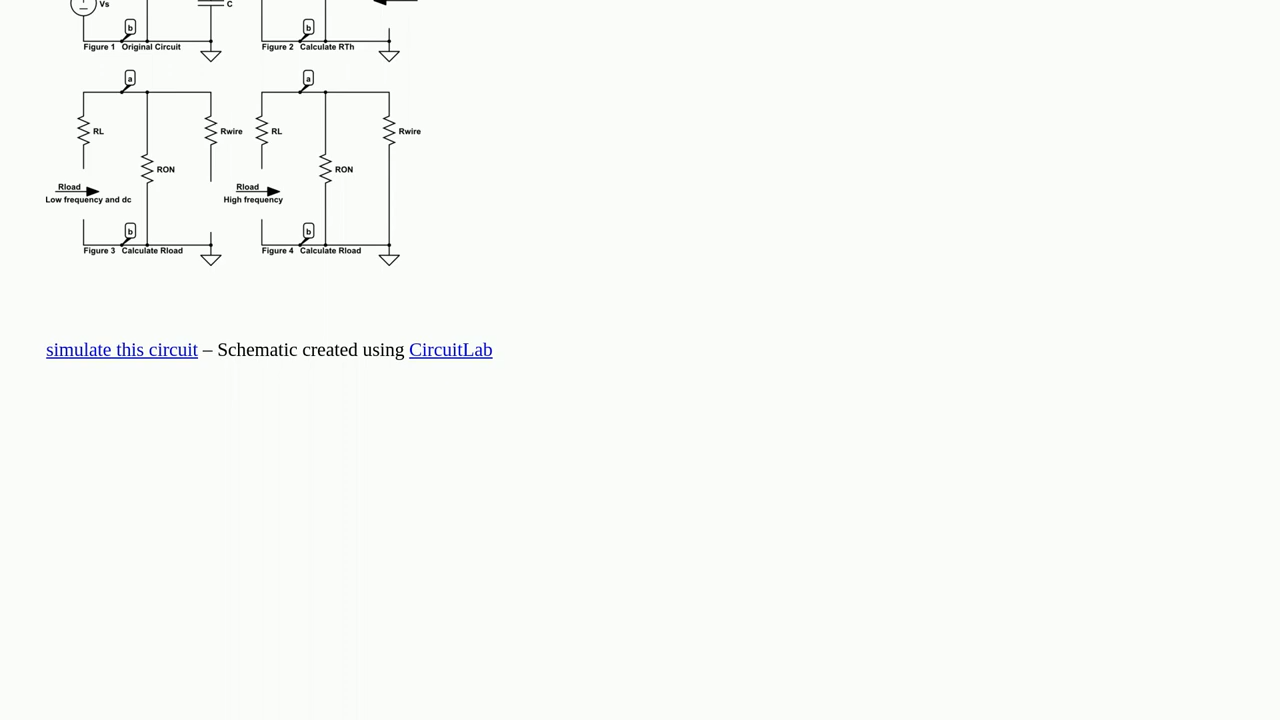 Vs
C
b
b
Figure 1 Original Circuit
Figure 2 Calculate RTh
a
a
RL
Rwire
RL
Rwire
RON
RON
Rload
Rload
Low frequency and dc
High frequency
b
b
Figure 3 Calculate Rload
Figure 4 Calculate Rload
simulate this circuit – Schematic created using CircuitLab